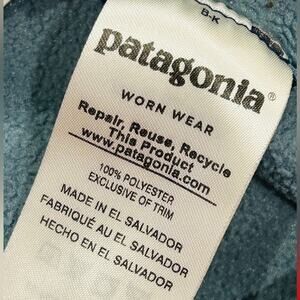 B-K
patagonia®
WORN WEAR
Repair, Reuse, Recycle
This Product
www.patagonia.com
100% POLYESTER
EXCLUSIVE OF TRIM
MADE IN EL SALVADOR
FABRIQUÉ AU EL SALVADOR
HECHO EN EL SALVADOR